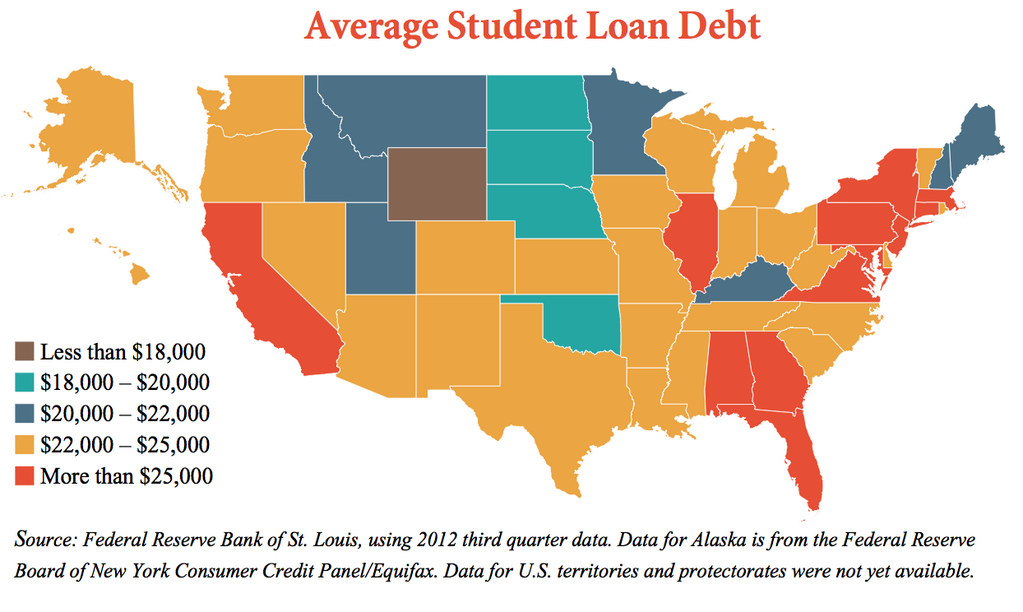 Average Student Loan Debt
Less than $18,000
$18,000 – $20,000
$20,000 – $22,000
$22,000 – $25,000
More than $25,000
Source: Federal Reserve Bank of St. Louis, using 2012 third quarter data. Data for Alaska is from the Federal Reserve
Board of New York Consumer Credit Panel/Equifax. Data for U.S. territories and protectorates were not yet available.